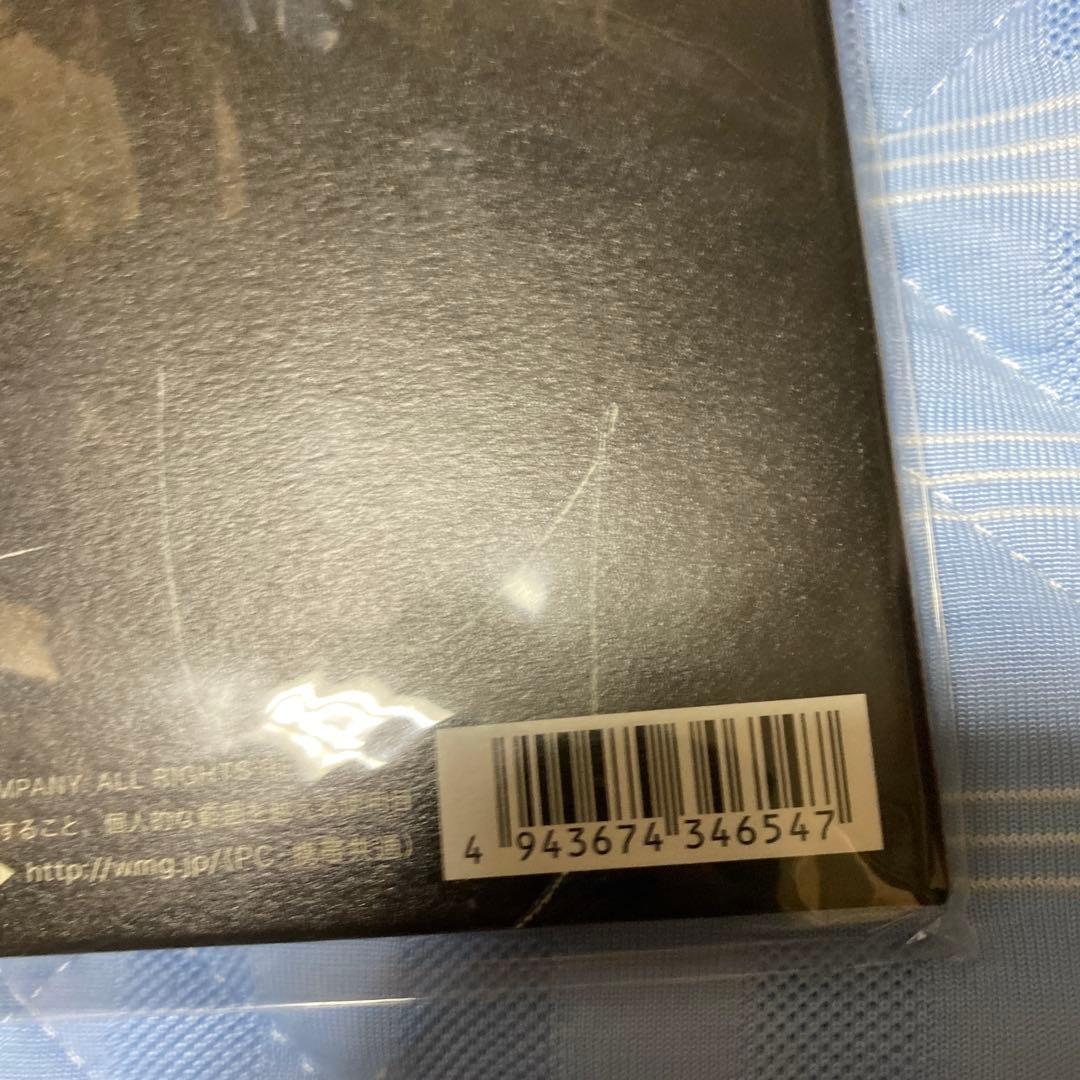 MPANY. ALL RIGHTS
すること、個人的な範囲を超える使用目
http://wmg.jp/(PC・携帯共通)
4 943674 346547